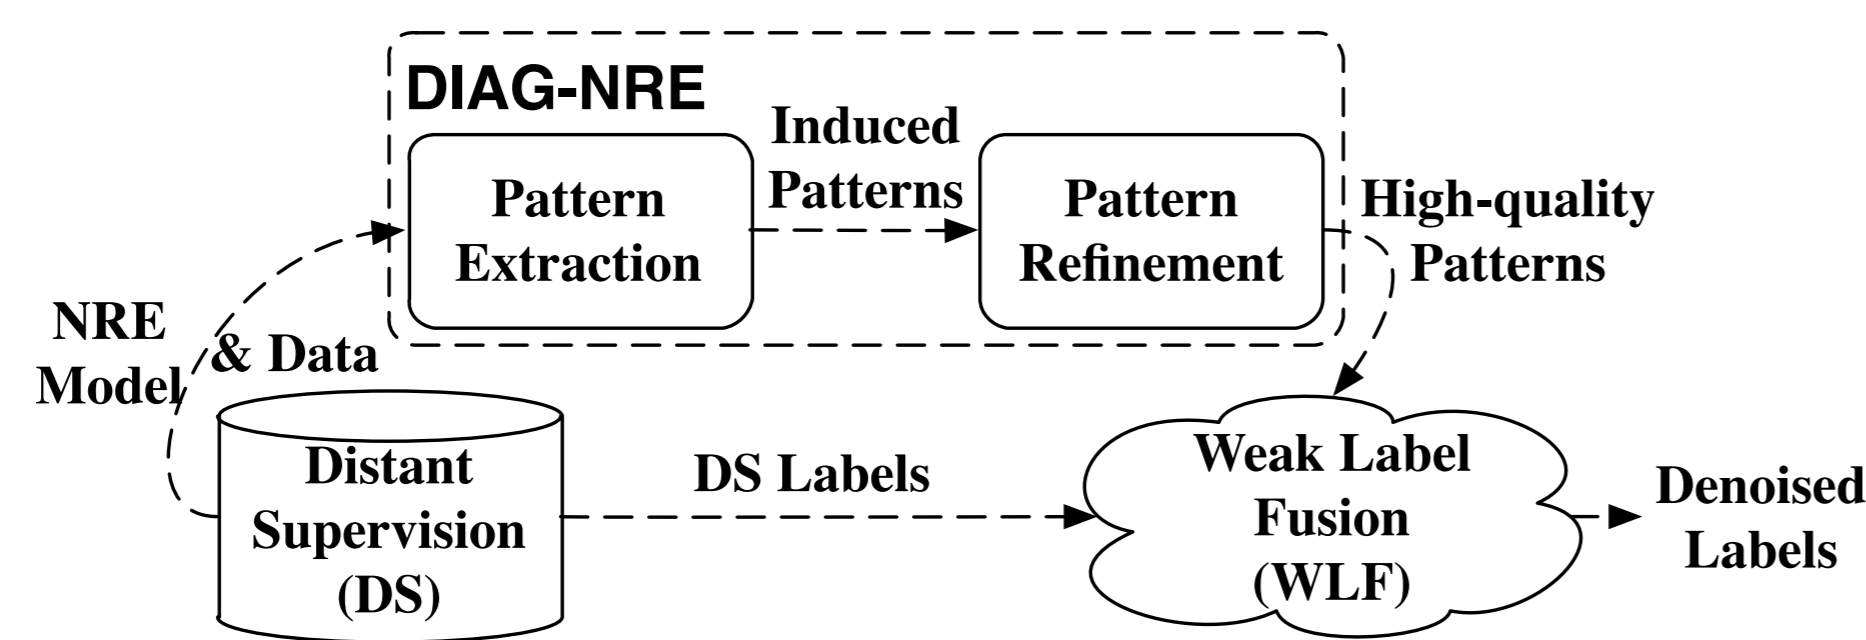 DIAG-NRE
Pattern
Extraction
Induced
Patterns
Pattern
Refinement
High-quality
Patterns
NRE
Model
& Data
Distant
Supervision
(DS)
DS Labels
Weak Label
Fusion
(WLF)
Denoised
Labels